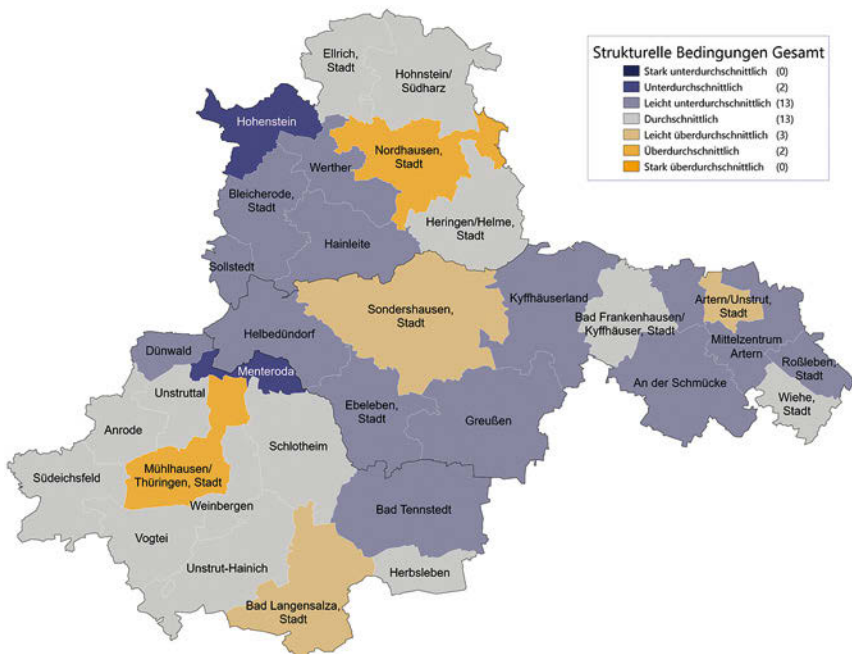 Strukturelle Bedingungen Gesamt
Stark unterdurchschnittlich (0)
Unterdurchschnittlich (2)
Leicht unterdurchschnittlich (13)
Durchschnittlich (13)
Leicht überdurchschnittlich (3)
Überdurchschnittlich (2)
Stark überdurchschnittlich (0)
Ellrich,
Stadt
Hohnstein/
Südharz
Hohenstein
Nordhausen,
Stadt
Werther
Bleicherode,
Stadt
Heringen/Helme,
Stadt
Hainleite
Sollstedt
Sondershausen,
Stadt
Kyffhäuserland
Bad Frankenhausen/
Kyffhäuser, Stadt
Artern/Unstrut,
Stadt
Helbedündorf
Mittelzentrum
Artern
Dünwald
Roßleben,
Stadt
Menteroda
An der Schmücke
Unstruttal
Wiehe,
Stadt
Ebeleben,
Stadt
Greußen
Anrode
Schlotheim
Südeichsfeld
Mühlhausen/
Thüringen, Stadt
Weinbergen
Bad Tennstedt
Vogtei
Unstrut-Hainich
Herbsleben
Bad Langensalza,
Stadt